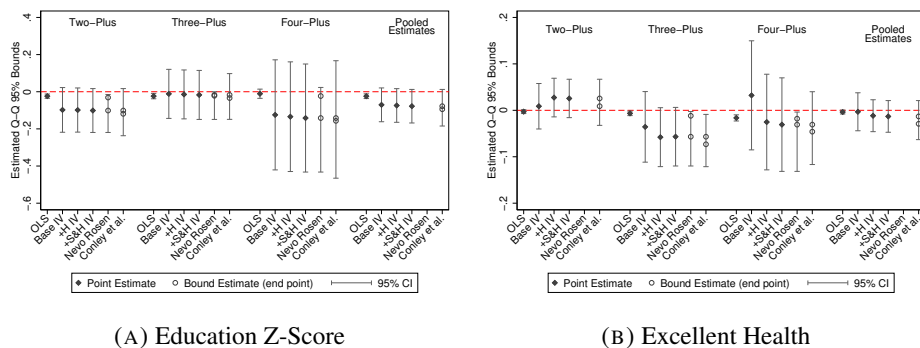 Two−Plus Three−Plus Four−Plus Pooled Estimates
Estimated Q−Q 95% Bounds
.4
.2
0
−.2
−.4
−.6
OLS Base IV +H IV +S&H IV Nevo Rosen Conley et al. OLS Base IV +H IV +S&H IV Nevo Rosen Conley et al. OLS Base IV +H IV +S&H IV Nevo Rosen Conley et al. OLS Base IV +H IV +S&H IV Nevo Rosen Conley et al.
Point Estimate Bound Estimate (end point) 95% CI
(A) Education Z-Score
Two−Plus Three−Plus Four−Plus Pooled Estimates
Estimated Q−Q 95% Bounds
.2
.1
0
−.1
−.2
OLS Base IV +H IV +S&H IV Nevo Rosen Conley et al. OLS Base IV +H IV +S&H IV Nevo Rosen Conley et al. OLS Base IV +H IV +S&H IV Nevo Rosen Conley et al. OLS Base IV +H IV +S&H IV Nevo Rosen Conley et al.
Point Estimate Bound Estimate (end point) 95% CI
(B) Excellent Health